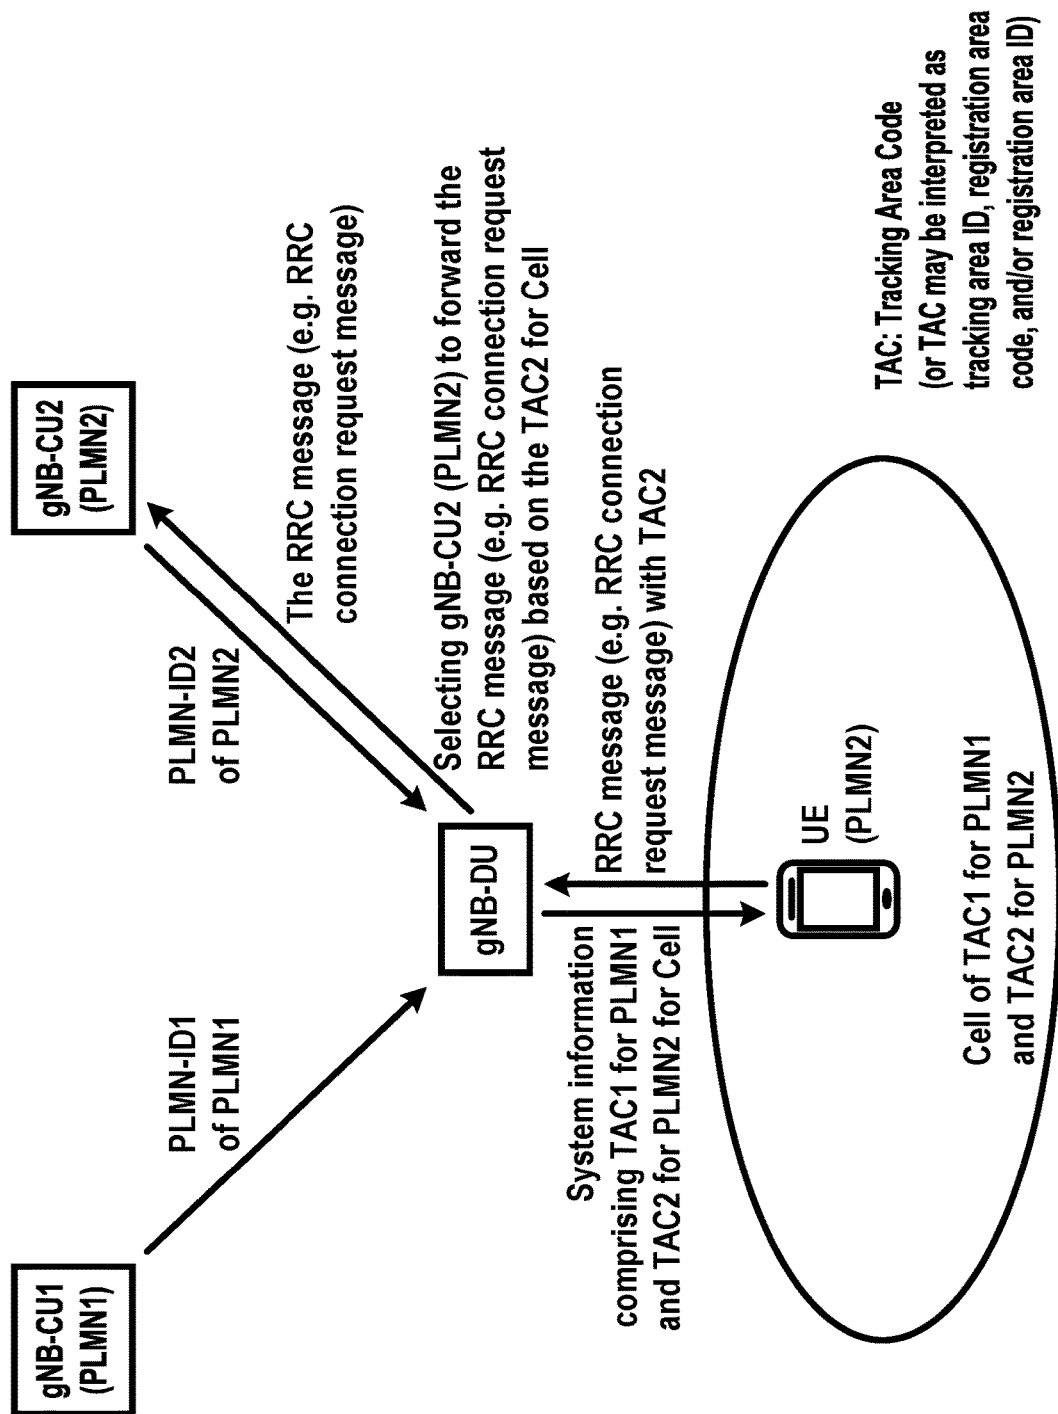 gNB-CU1
(PLMN1)
gNB-CU2
(PLMN2)
PLMN-ID1
of PLMN1
PLMN-ID2
of PLMN2
The RRC message (e.g. RRC
connection request message)
gNB-DU
Selecting gNB-CU2 (PLMN2) to forward the
RRC message (e.g. RRC connection request
message) based on the TAC2 for Cell
System information
comprising TAC1 for PLMN1
and TAC2 for PLMN2 for Cell
RRC message (e.g. RRC connection
request message) with TAC2
UE
(PLMN2)
Cell of TAC1 for PLMN1
and TAC2 for PLMN2
TAC: Tracking Area Code
(or TAC may be interpreted as
tracking area ID, registration area
code, and/or registration area ID)